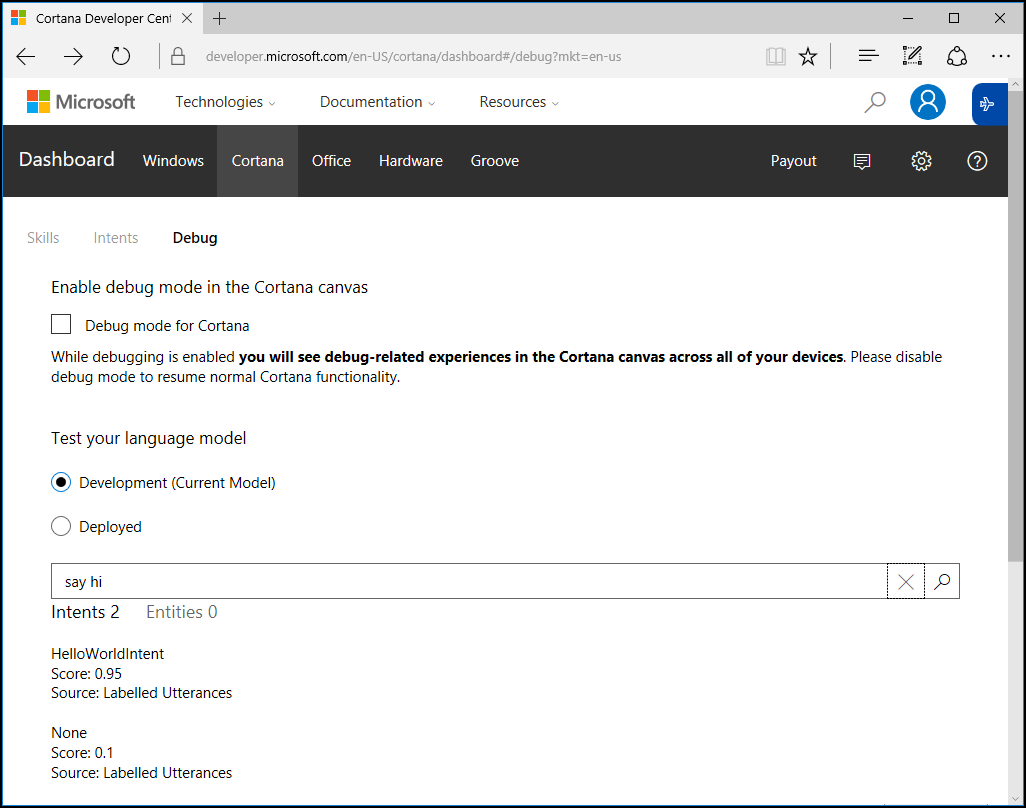 Cortana Developer Cent
developer.microsoft.com/en-US/cortana/dashboard#/debug?mkt=en-us
Microsoft Technologies Documentation Resources
Dashboard Windows Cortana Office Hardware Groove Payout
Skills Intents Debug
Enable debug mode in the Cortana canvas
Debug mode for Cortana
While debugging is enabled you will see debug-related experiences in the Cortana canvas across all of your devices. Please disable
debug mode to resume normal Cortana functionality.
Test your language model
Development (Current Model)
Deployed
say hi
Intents 2 Entities 0
HelloWorldIntent
Score: 0.95
Source: Labelled Utterances
None
Score: 0.1
Source: Labelled Utterances